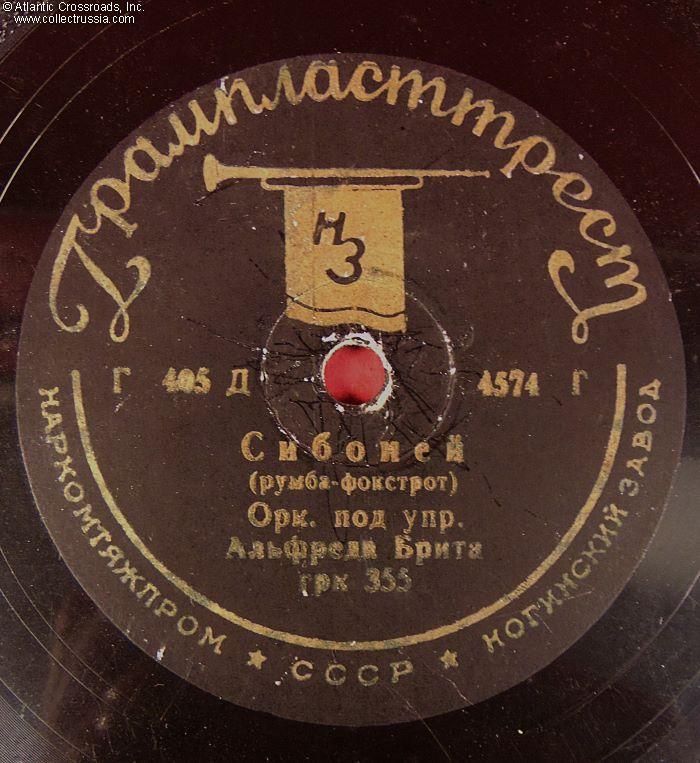 © Atlantic Crossroads, Inc.
www.collectrussia.com
Грампласттрест
НЗ
Г 405 Д 4574 Г
Сибоней
(румба-фокстрот)
Орк. под упр.
Альфреда Брита
грк 355
НАРКОМТЯЖПРОМ ★ СССР ★ НОГИНСКИЙ ЗАВОД